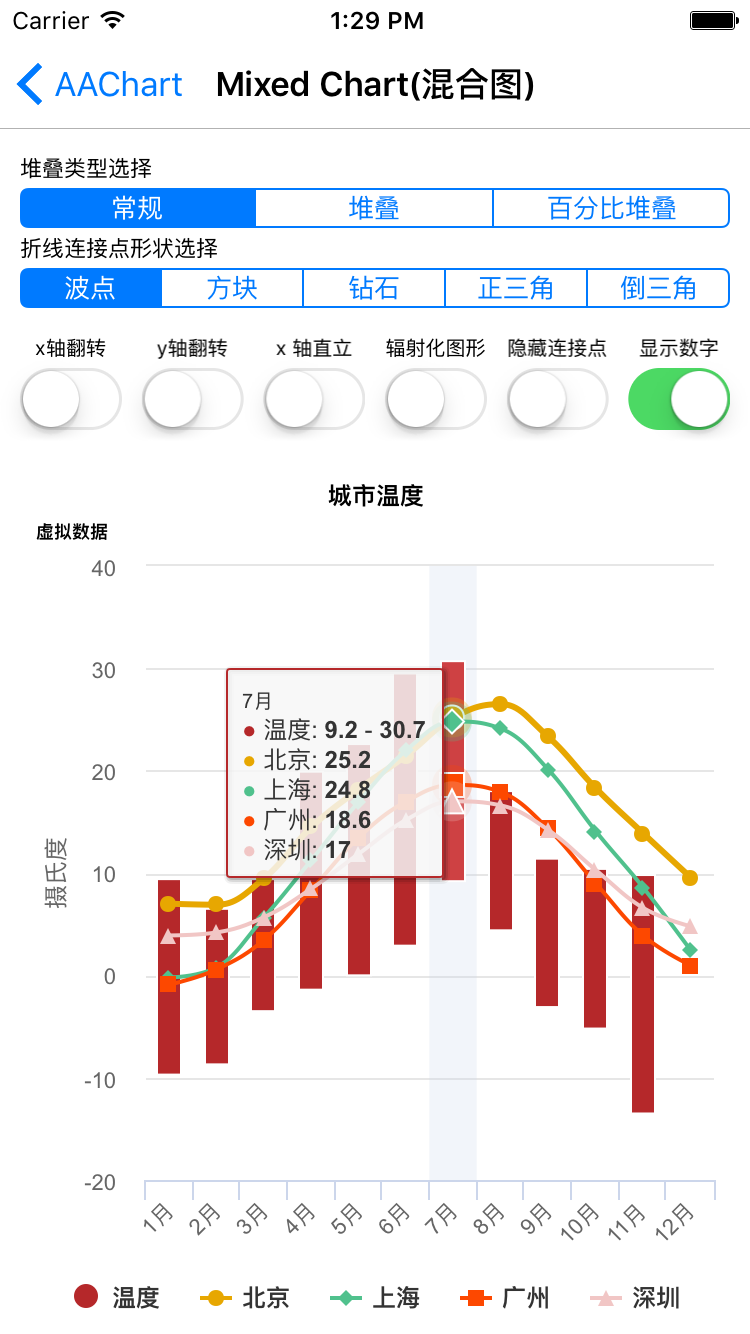 Carrier 1:29 PM
AAChart Mixed Chart(混合图)
堆叠类型选择
常规 堆叠 百分比堆叠
折线连接点形状选择
波点 方块 钻石 正三角 倒三角
x轴翻转 y轴翻转 x 轴直立 辐射化图形 隐藏连接点 显示数字
城市温度
虚拟数据
40
30
20
10
0
-10
-20
摄氏度
7月
温度: 9.2 - 30.7
北京: 25.2
上海: 24.8
广州: 18.6
深圳: 17
1月 2月 3月 4月 5月 6月 7月 8月 9月 10月 11月 12月
温度 北京 上海 广州 深圳